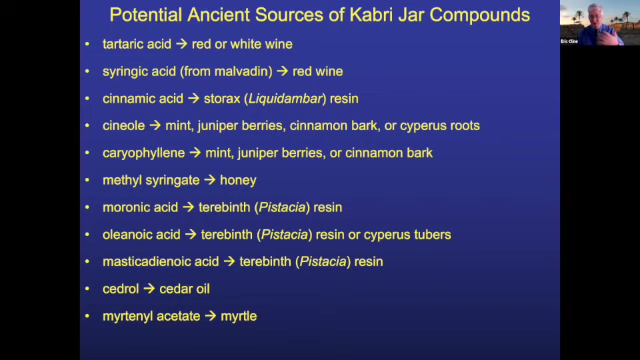 Potential Ancient Sources of Kabri Jar Compounds
• tartaric acid → red or white wine
• syringic acid (from malvadin) → red wine
• cinnamic acid → storax (Liquidambar) resin
• cineole → mint, juniper berries, cinnamon bark, or cyperus roots
• caryophyllene → mint, juniper berries, or cinnamon bark
• methyl syringate → honey
• moronic acid → terebinth (Pistacia) resin
• oleanoic acid → terebinth (Pistacia) resin or cyperus tubers
• masticadienoic acid → terebinth (Pistacia) resin
• cedrol → cedar oil
• myrtenyl acetate → myrtle
Eric Cline